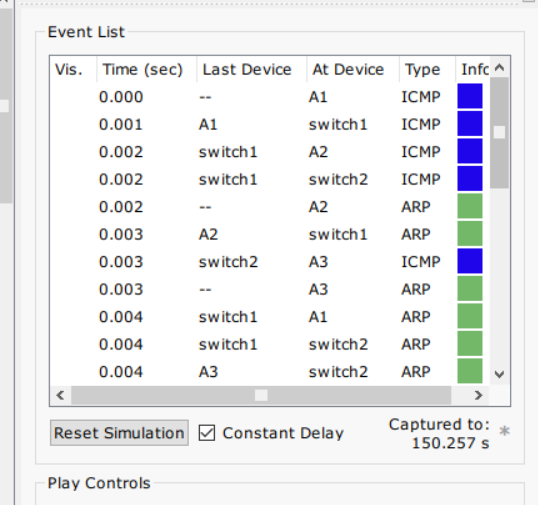 Event List
Vis. Time (sec) Last Device At Device Type Info
0.000 -- A1 ICMP
0.001 A1 switch1 ICMP
0.002 switch1 A2 ICMP
0.002 switch1 switch2 ICMP
0.002 -- A2 ARP
0.003 A2 switch1 ARP
0.003 switch2 A3 ICMP
0.003 -- A3 ARP
0.004 switch1 A1 ARP
0.004 switch1 switch2 ARP
0.004 A3 switch2 ARP
Reset Simulation Constant Delay Captured to: *
150.257 s
Play Controls